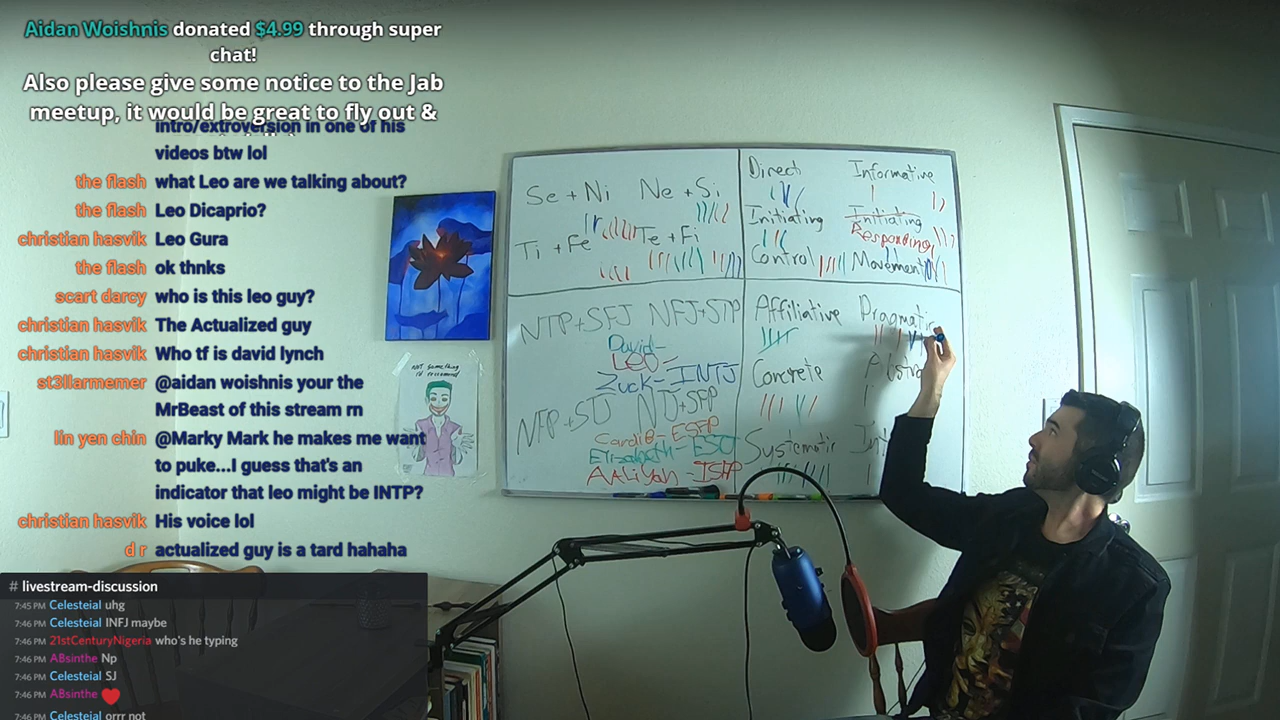 Aidan Woishnis donated $4.99 through super
chat!
Also please give some notice to the Jab
meetup, it would be great to fly out &
intro/extroversion in one of his
videos btw lol
the flash what Leo are we talking about?
the flash Leo Dicaprio?
christian hasvik Leo Gura
the flash ok thnks
scart darcy who is this leo guy?
christian hasvik The Actualized guy
christian hasvik Who tf is david lynch
st3llarmemer @aidan woishnis your the
MrBeast of this stream rn
lin yen chin @Marky Mark he makes me want
to puke...I guess that's an
indicator that leo might be INTP?
christian hasvik His voice lol
d r actualized guy is a tard hahaha
# livestream-discussion
7:45 PM Celesteial uhg
7:46 PM Celesteial INFJ maybe
7:46 PM 21stCenturyNigeria who's he typing
7:46 PM ABsinthe Np
7:46 PM Celesteial SJ
7:46 PM ABsinthe ❤
7:46 PM Celesteial orrr not
NOT something
I'd recommend
Se + Ni Ne + Si
Ti + Fe Te + Fi
NTP+SFJ NFJ+STP
David-
LEO-
Zuck-INTJ
NFP+STJ NTJ+SFP
Cardi B- ESFP
Elizabeth- ESTJ
AALiyah- ISFP
Direct Informative
Initiating Initiating
Responding
Control Movement
Affiliative Pragmatic
Concrete
Systematic